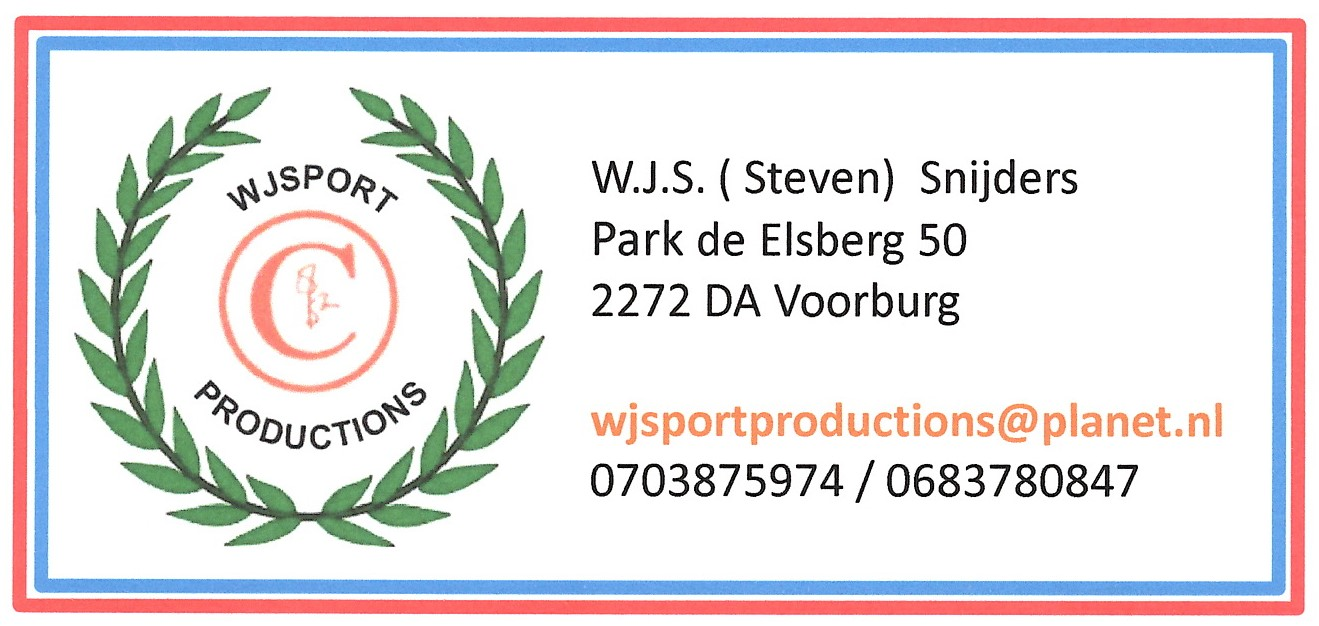 WJSPORT
C
PRODUCTIONS
W.J.S. ( Steven) Snijders
Park de Elsberg 50
2272 DA Voorburg
wjsportproductions@planet.nl
0703875974 / 0683780847